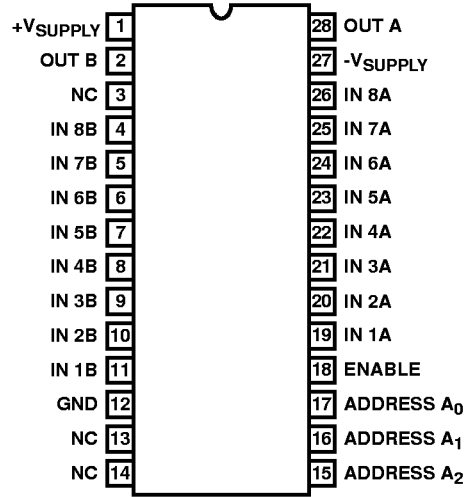 +VSUPPLY 1 28 OUT A
OUT B 2 27 -VSUPPLY
NC 3 26 IN 8A
IN 8B 4 25 IN 7A
IN 7B 5 24 IN 6A
IN 6B 6 23 IN 5A
IN 5B 7 22 IN 4A
IN 4B 8 21 IN 3A
IN 3B 9 20 IN 2A
IN 2B 10 19 IN 1A
IN 1B 11 18 ENABLE
GND 12 17 ADDRESS A0
NC 13 16 ADDRESS A1
NC 14 15 ADDRESS A2